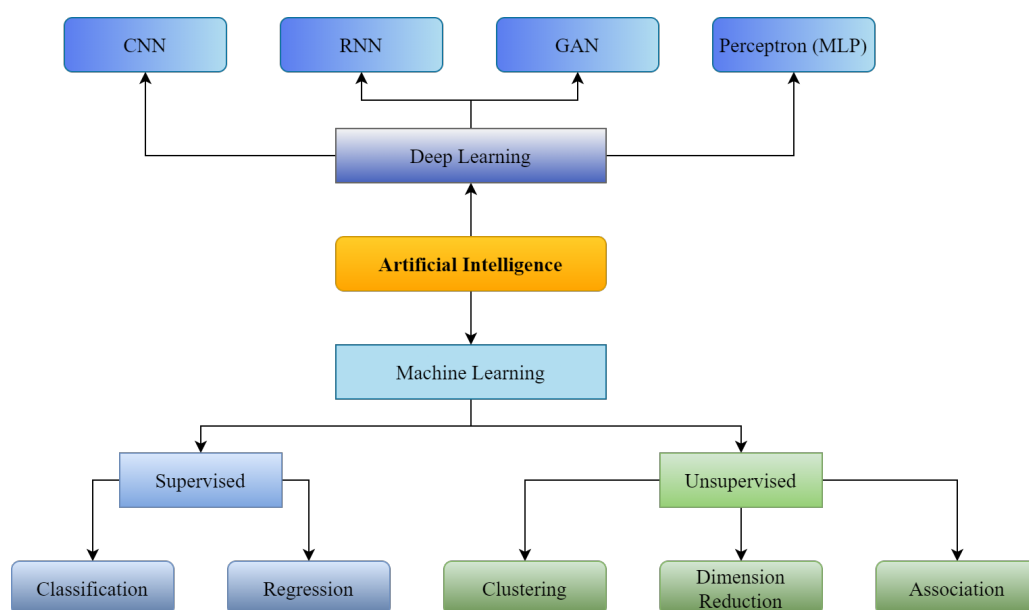 CNN
RNN
GAN
Perceptron (MLP)
Deep Learning
Artificial Intelligence
Machine Learning
Supervised
Unsupervised
Classification
Regression
Clustering
Dimension
Reduction
Association